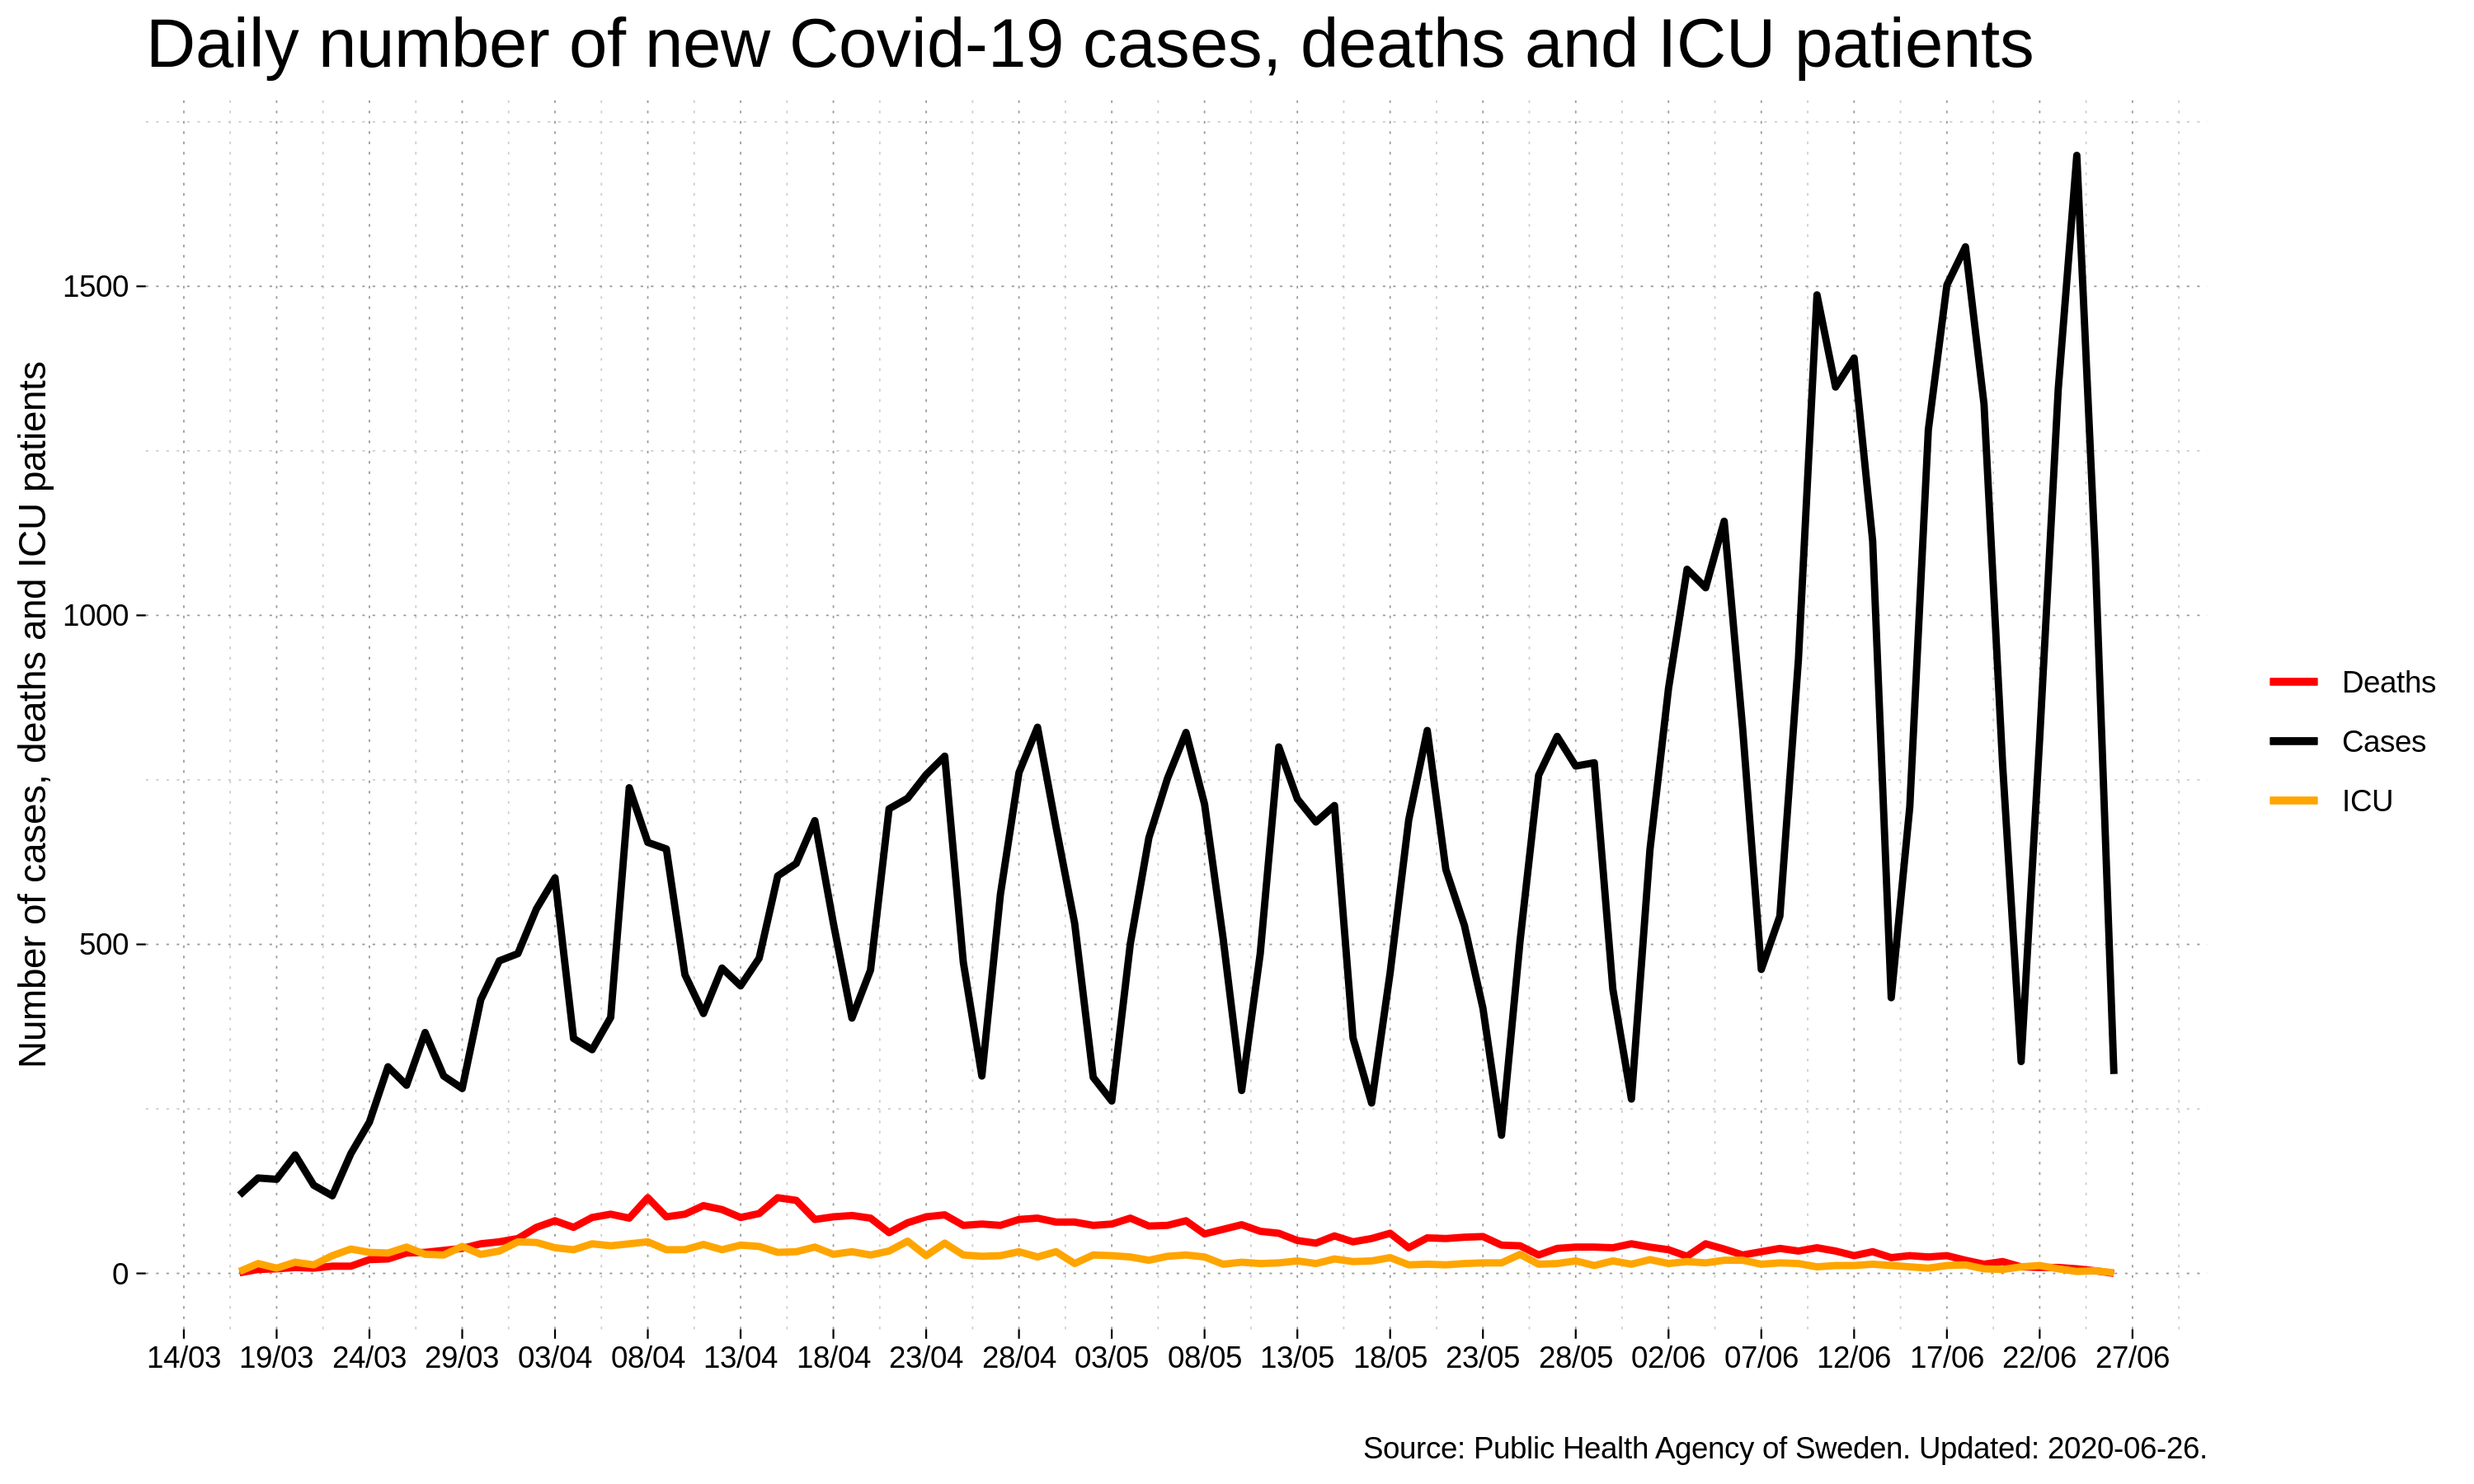 Daily number of new Covid-19 cases, deaths and ICU patients
Number of cases, deaths and ICU patients
1500
1000
500
0
14/03 19/03 24/03 29/03 03/04 08/04 13/04 18/04 23/04 28/04 03/05 08/05 13/05 18/05 23/05 28/05 02/06 07/06 12/06 17/06 22/06 27/06
Deaths
Cases
ICU
Source: Public Health Agency of Sweden. Updated: 2020-06-26.